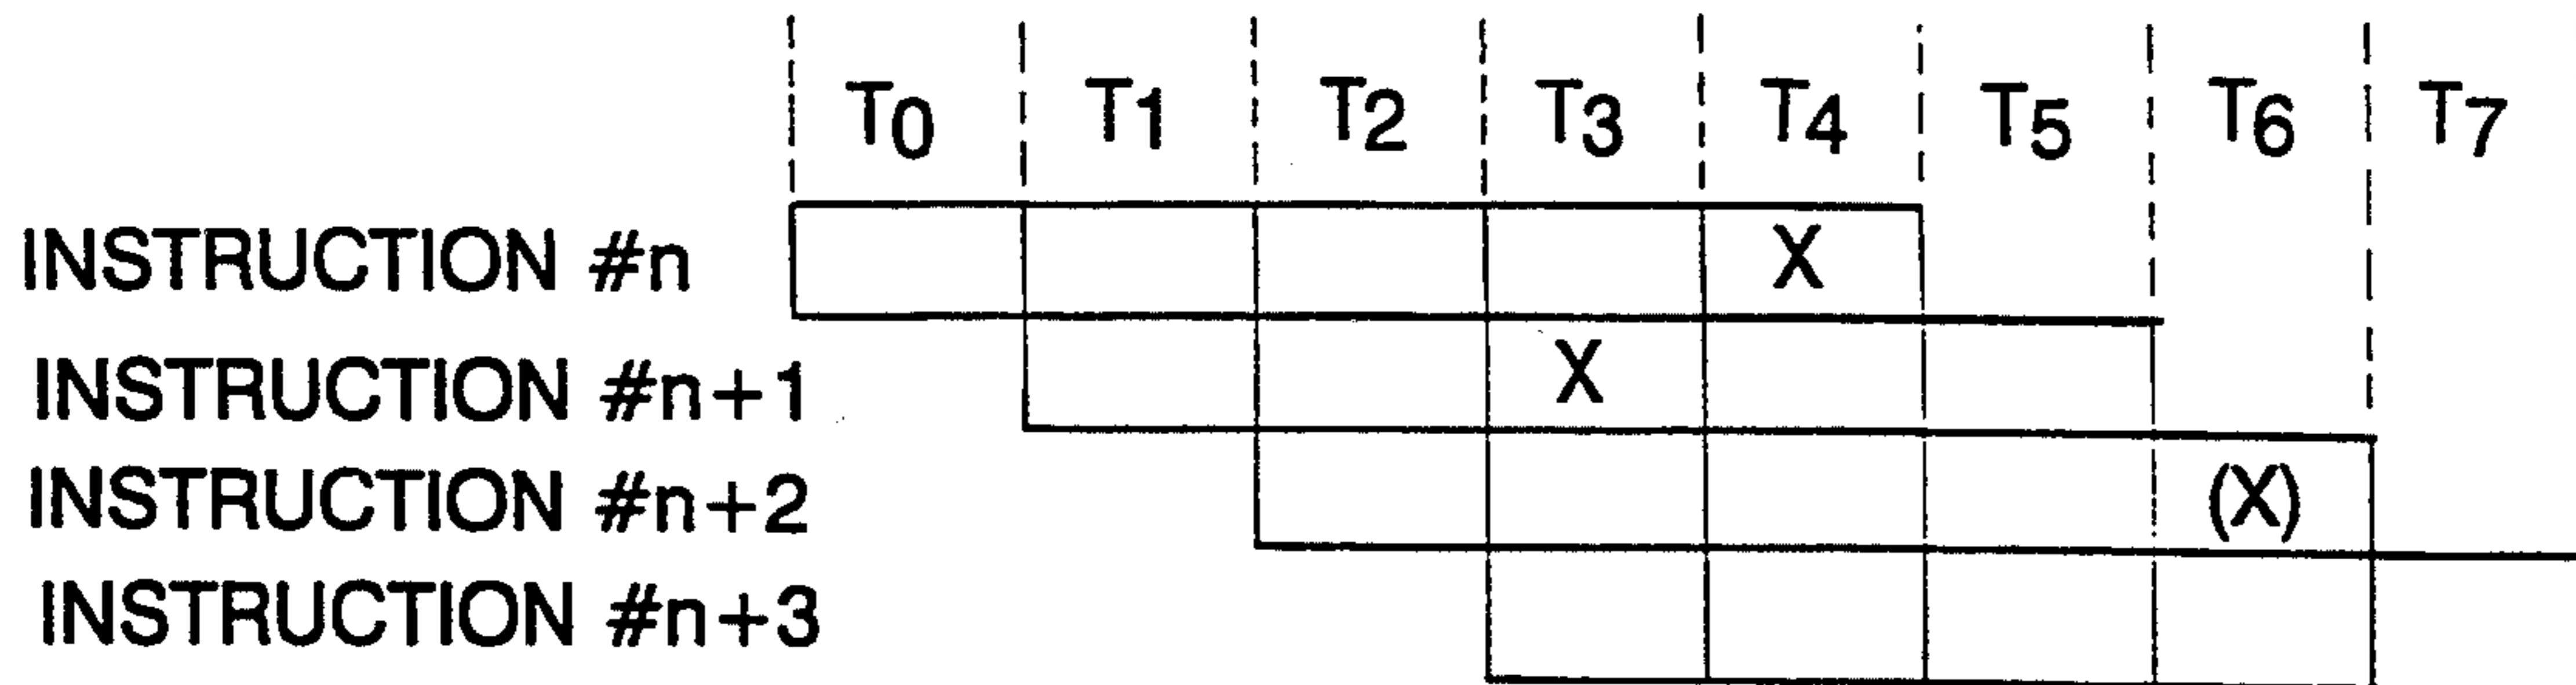 T0 T1 T2 T3 T4 T5 T6 T7
INSTRUCTION #n X
INSTRUCTION #n+1 X
INSTRUCTION #n+2 (X)
INSTRUCTION #n+3